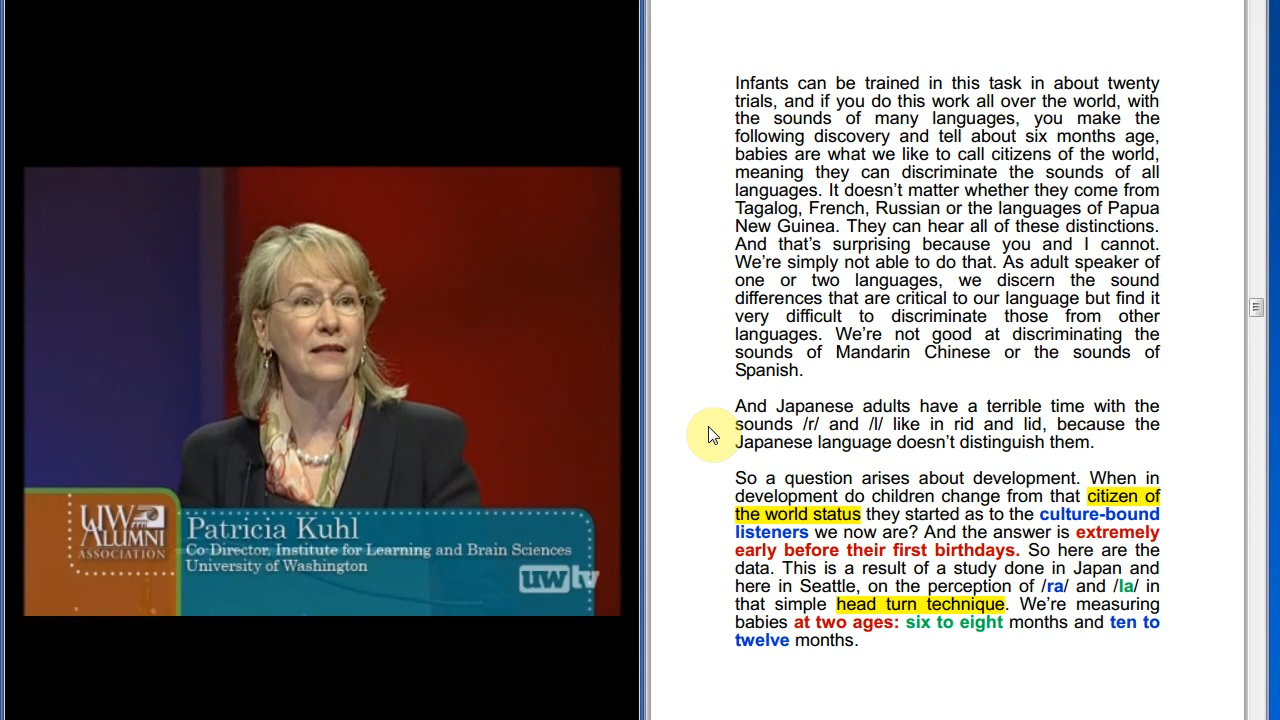 UW
ALUMNI
ASSOCIATION
Patricia Kuhl
Co Director, Institute for Learning and Brain Sciences
University of Washington
uwtv
Infants can be trained in this task in about twenty
trials, and if you do this work all over the world, with
the sounds of many languages, you make the
following discovery and tell about six months age,
babies are what we like to call citizens of the world,
meaning they can discriminate the sounds of all
languages. It doesn’t matter whether they come from
Tagalog, French, Russian or the languages of Papua
New Guinea. They can hear all of these distinctions.
And that’s surprising because you and I cannot.
We’re simply not able to do that. As adult speaker of
one or two languages, we discern the sound
differences that are critical to our language but find it
very difficult to discriminate those from other
languages. We’re not good at discriminating the
sounds of Mandarin Chinese or the sounds of
Spanish.
And Japanese adults have a terrible time with the
sounds /r/ and /l/ like in rid and lid, because the
Japanese language doesn’t distinguish them.
So a question arises about development. When in
development do children change from that citizen of
the world status they started as to the culture-bound
listeners we now are? And the answer is extremely
early before their first birthdays. So here are the
data. This is a result of a study done in Japan and
here in Seattle, on the perception of /ra/ and /la/ in
that simple head turn technique. We’re measuring
babies at two ages: six to eight months and ten to
twelve months.